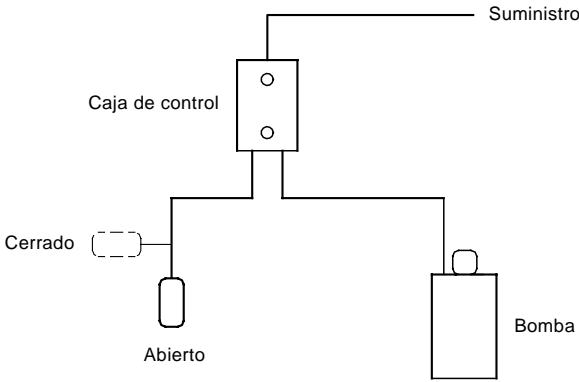 Suministro
Caja de control
Cerrado
Abierto
Bomba